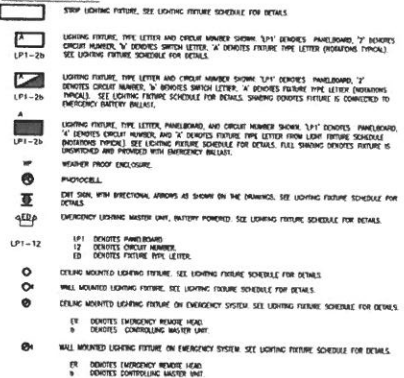 STRIP LIGHTING FIXTURE, SEE LIGHTING FIXTURE SCHEDULE FOR DETAILS
A
LP1-2b
LIGHTING FIXTURE, TYPE LETTER AND CIRCUIT NUMBER SHOWN. "LP1" DENOTES PANELBOARD, "2" DENOTES
CIRCUIT NUMBER, 'b' DENOTES SWITCH LETTER, 'A' DENOTES FIXTURE TYPE LETTER (NOTATIONS TYPICAL).
SEE LIGHTING FIXTURE SCHEDULE FOR DETAILS.
A
LP1-2b
LIGHTING FIXTURE, TYPE LETTER AND CIRCUIT NUMBER SHOWN. "LP1" DENOTES PANELBOARD, "2"
DENOTES CIRCUIT NUMBER, 'b' DENOTES SWITCH LETTER, 'A' DENOTES FIXTURE TYPE LETTER (NOTATIONS
TYPICAL). SEE LIGHTING FIXTURE SCHEDULE FOR DETAILS. SHADING DENOTES FIXTURE IS CONNECTED TO
EMERGENCY BATTERY BALLAST.
A
LP1-2b
LIGHTING FIXTURE, TYPE LETTER, PANELBOARD, AND CIRCUIT NUMBER SHOWN. "LP1" DENOTES PANELBOARD,
DENOTES CIRCUIT NUMBER, AND "A" DENOTES FIXTURE TYPE LETTER FROM LIGHT FIXTURE SCHEDULE
(NOTATIONS TYPICAL). SEE LIGHTING FIXTURE SCHEDULE FOR DETAILS. FULL SHADING DENOTES FIXTURE IS
UNSWITCHED AND PROVIDED WITH EMERGENCY BALLAST.
WP WEATHER PROOF ENCLOSURE.
PHOTOCELL.
EXIT SIGN, WITH DIRECTIONAL ARROWS AS SHOWN ON THE DRAWINGS. SEE LIGHTING FIXTURE SCHEDULE FOR
DETAILS.
ED EMERGENCY LIGHTING MASTER UNIT, BATTERY POWERED. SEE LIGHTING FIXTURE SCHEDULE FOR DETAILS.
LP1-12
LP1 DENOTES PANELBOARD
12 DENOTES CIRCUIT NUMBER.
ED DENOTES FIXTURE TYPE LETTER.
CEILING MOUNTED LIGHTING FIXTURE. SEE LIGHTING FIXTURE SCHEDULE FOR DETAILS.
WALL MOUNTED LIGHTING FIXTURE. SEE LIGHTING FIXTURE SCHEDULE FOR DETAILS.
CEILING MOUNTED LIGHTING FIXTURE ON EMERGENCY SYSTEM. SEE LIGHTING FIXTURE SCHEDULE FOR DETAILS.
ER DENOTES EMERGENCY REMOTE HEAD.
b DENOTES CONTROLLING MASTER UNIT.
WALL MOUNTED LIGHTING FIXTURE ON EMERGENCY SYSTEM. SEE LIGHTING FIXTURE SCHEDULE FOR DETAILS.
ER DENOTES EMERGENCY REMOTE HEAD.
b DENOTES CONTROLLING MASTER UNIT.